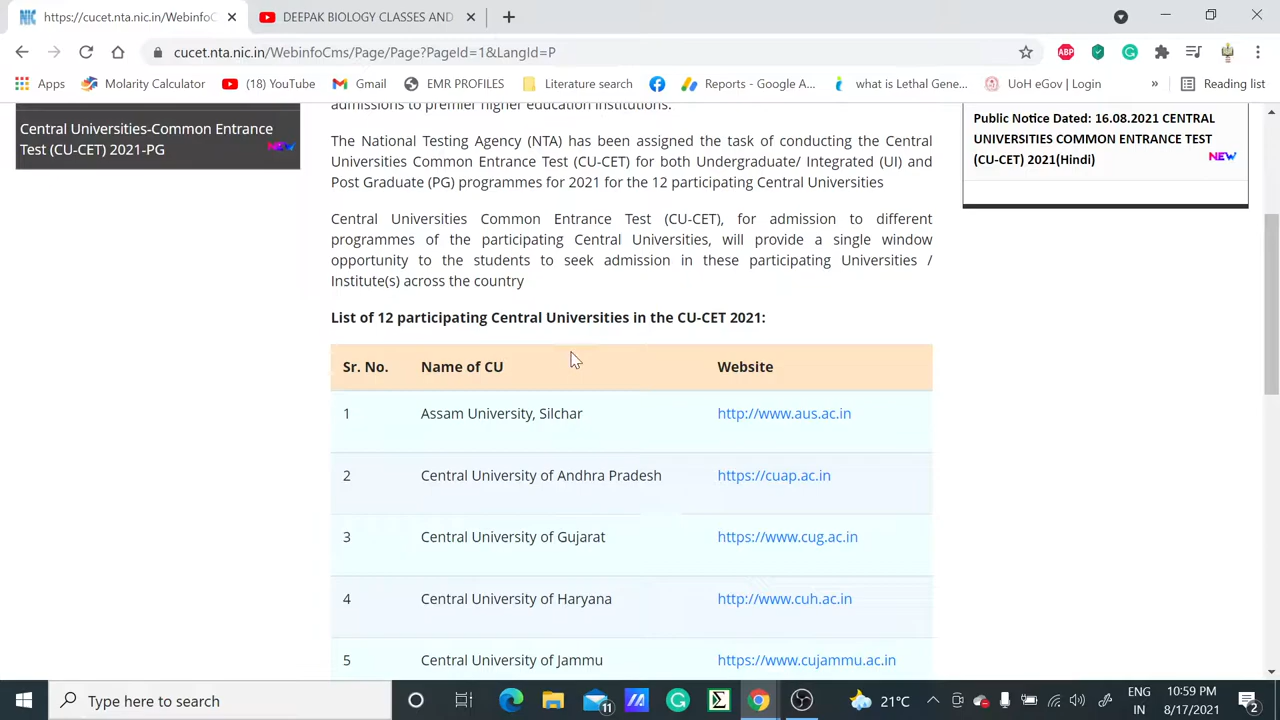 NIC
https://cucet.nta.nic.in/WebinfoC
DEEPAK BIOLOGY CLASSES AND
cucet.nta.nic.in/WebinfoCms/Page/Page?PageId=1&LangId=P
ABP
Apps
Molarity Calculator
(18) YouTube
Gmail
EMR PROFILES
Literature search
Reports - Google A...
what is Lethal Gene...
UoH eGov | Login
»
Reading list
Central Universities-Common Entrance
Test (CU-CET) 2021-PG
NEW
admissions to premier higher education institutions.
The National Testing Agency (NTA) has been assigned the task of conducting the Central
Universities Common Entrance Test (CU-CET) for both Undergraduate/ Integrated (UI) and
Post Graduate (PG) programmes for 2021 for the 12 participating Central Universities
Central Universities Common Entrance Test (CU-CET), for admission to different
programmes of the participating Central Universities, will provide a single window
opportunity to the students to seek admission in these participating Universities /
Institute(s) across the country
List of 12 participating Central Universities in the CU-CET 2021:
Sr. No. Name of CU Website
1 Assam University, Silchar http://www.aus.ac.in
2 Central University of Andhra Pradesh https://cuap.ac.in
3 Central University of Gujarat https://www.cug.ac.in
4 Central University of Haryana http://www.cuh.ac.in
5 Central University of Jammu https://www.cujammu.ac.in
Public Notice Dated: 16.08.2021 CENTRAL
UNIVERSITIES COMMON ENTRANCE TEST
(CU-CET) 2021(Hindi)
NEW
Type here to search
11
21°C
ENG
IN
10:59 PM
8/17/2021
2